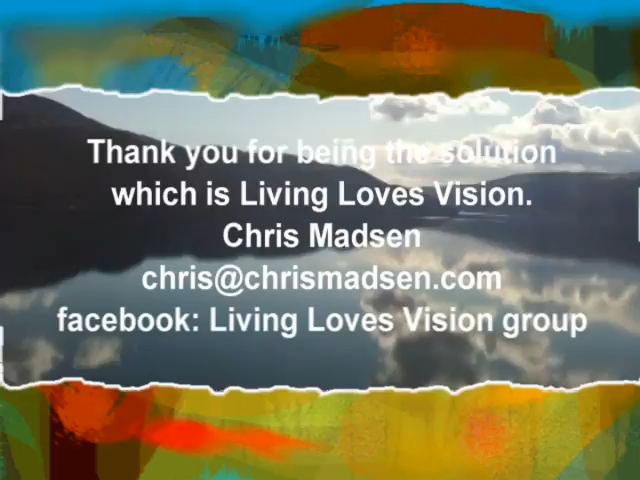 Thank you for being the solution
which is Living Loves Vision.
Chris Madsen
chris@chrismadsen.com
facebook: Living Loves Vision group